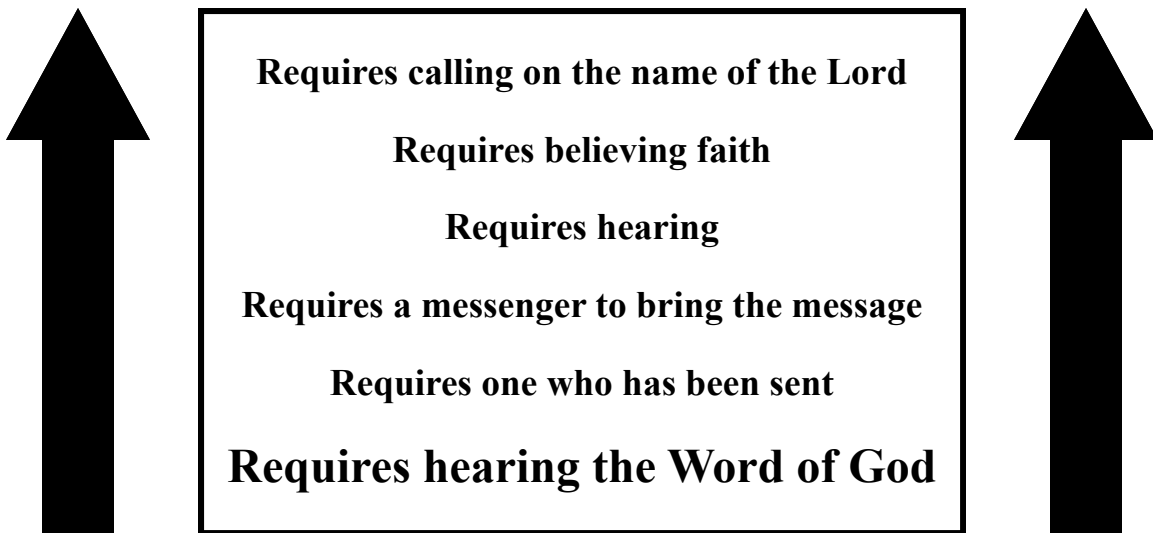 Requires calling on the name of the Lord
Requires believing faith
Requires hearing
Requires a messenger to bring the message
Requires one who has been sent
Requires hearing the Word of God